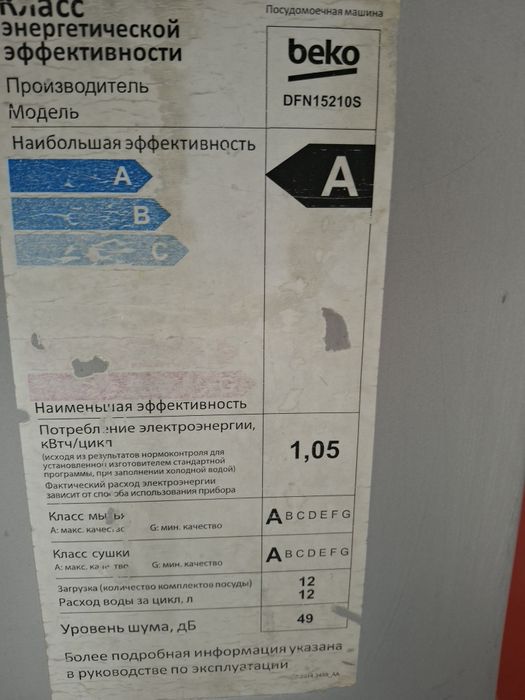 Класс
Посудомоечная машина
энергетической
эффективности
beko
Производитель
DFN15210S
Модель
Наибольшая эффективность
A
A
B
C
Наименьшая эффективность
Потребление электроэнергии,
кВтч/цикл
1,05
(исходя из результатов нормоконтроля для
установленной изготовителем стандартной
программы, при заполнении холодной водой)
Фактический расход электроэнергии
зависит от способа использования прибора
Класс мытья
A B C D E F G
A: макс. качество G: мин. качество
Класс сушки
A B C D E F G
A: макс. качество G: мин. качество
Загрузка (количество комплектов посуды) 12
Расход воды за цикл, л 12
Уровень шума, дБ 49
Более подробная информация указана
в руководстве по эксплуатации